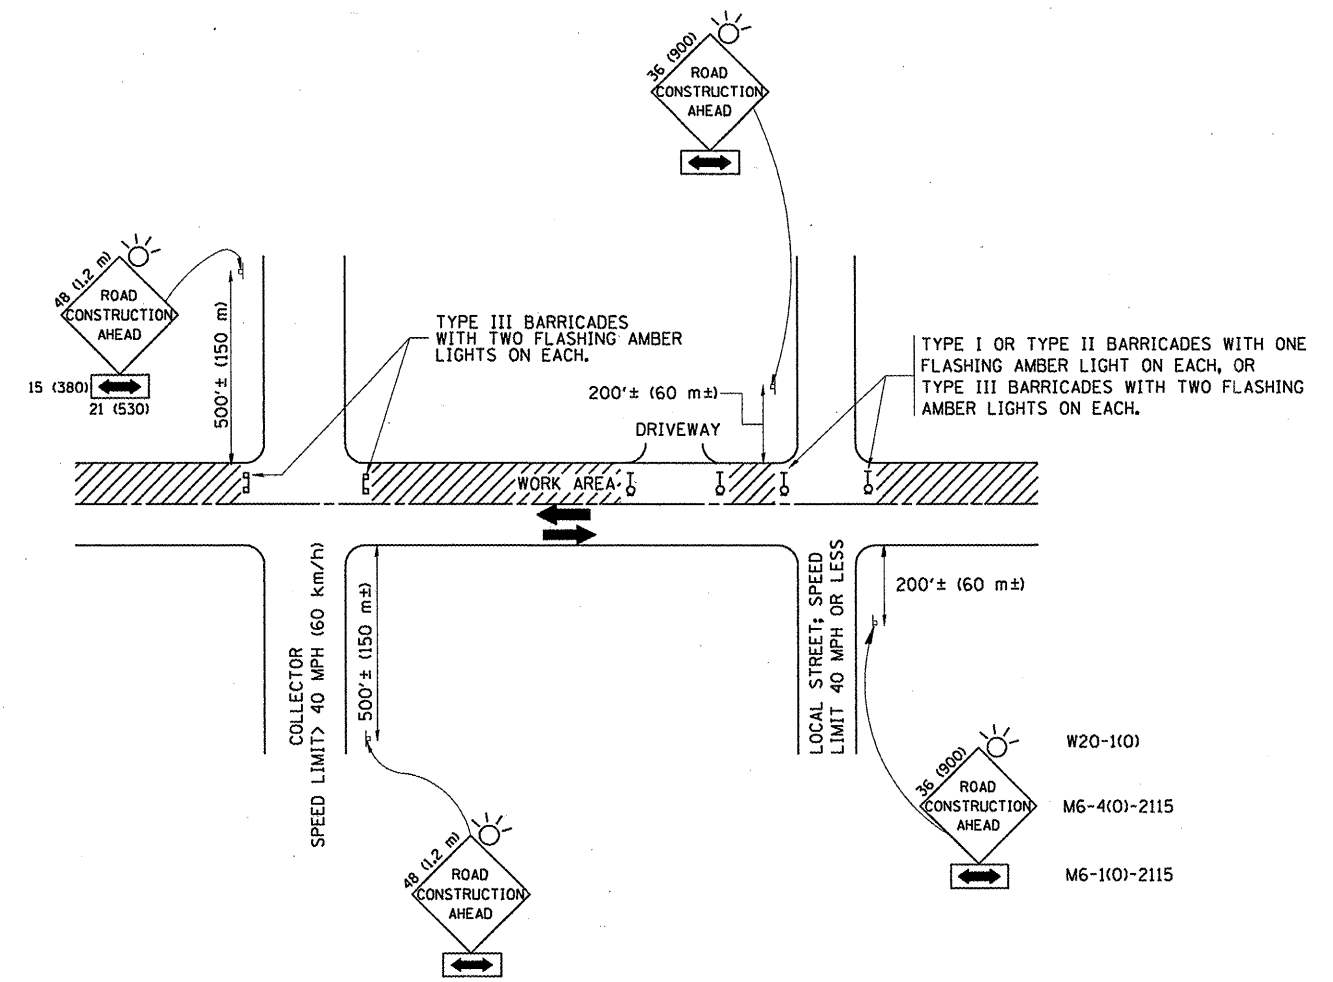 36 (900)
ROAD
CONSTRUCTION
AHEAD
48 (1.2 m)
ROAD
CONSTRUCTION
AHEAD
15 (380)
21 (530)
500'± (150 m)
TYPE III BARRICADES
WITH TWO FLASHING AMBER
LIGHTS ON EACH.
200'± (60 m±)
DRIVEWAY
TYPE I OR TYPE II BARRICADES WITH ONE
FLASHING AMBER LIGHT ON EACH, OR
TYPE III BARRICADES WITH TWO FLASHING
AMBER LIGHTS ON EACH.
WORK AREA
COLLECTOR
SPEED LIMIT> 40 MPH (60 km/h)
500'± (150 m±)
LOCAL STREET; SPEED
LIMIT 40 MPH OR LESS
200'± (60 m±)
48 (1.2 m)
ROAD
CONSTRUCTION
AHEAD
36 (900)
ROAD
CONSTRUCTION
AHEAD
W20-1(O)
M6-4(O)-2115
M6-1(O)-2115